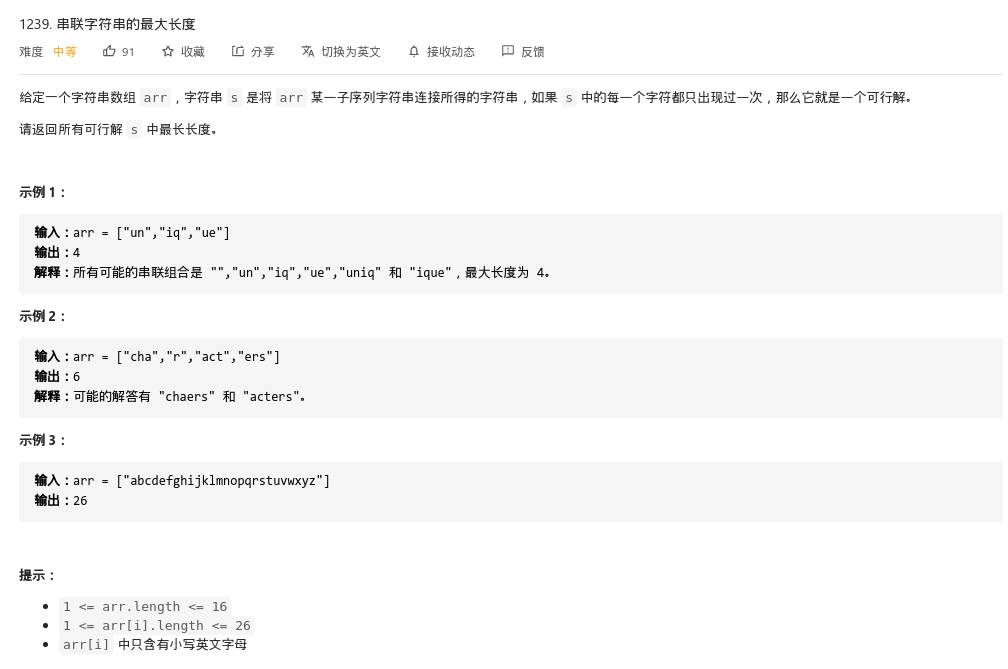 1239. 串联字符串的最大长度
难度 中等 91 收藏 分享 切换为英文 接收动态 反馈
给定一个字符串数组 arr，字符串 s 是将 arr 某一子序列字符串连接所得的字符串，如果 s 中的每一个字符都只出现过一次，那么它就是一个可行解。
请返回所有可行解 s 中最长长度。
示例 1：
输入：arr = ["un","iq","ue"]
输出：4
解释：所有可能的串联组合是 "","un","iq","ue","uniq" 和 "ique"，最大长度为 4。
示例 2：
输入：arr = ["cha","r","act","ers"]
输出：6
解释：可能的解答有 "chaers" 和 "acters"。
示例 3：
输入：arr = ["abcdefghijklmnopqrstuvwxyz"]
输出：26
提示：
1 <= arr.length <= 16
1 <= arr[i].length <= 26
arr[i] 中只含有小写英文字母